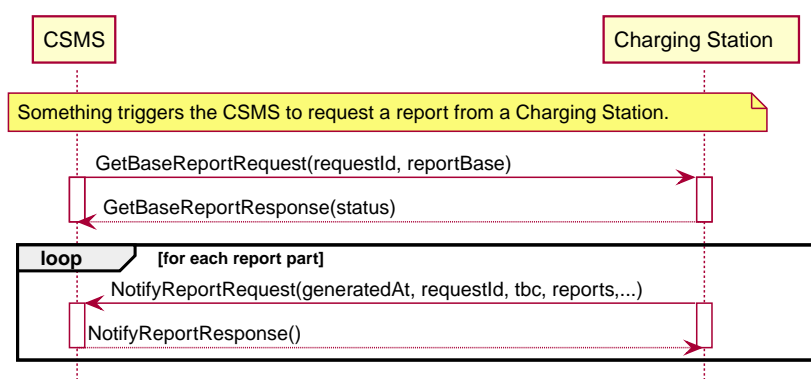 CSMS
Charging Station
Something triggers the CSMS to request a report from a Charging Station.
GetBaseReportRequest(requestId, reportBase)
GetBaseReportResponse(status)
loop
[for each report part]
NotifyReportRequest(generatedAt, requestId, tbc, reports,...)
NotifyReportResponse()